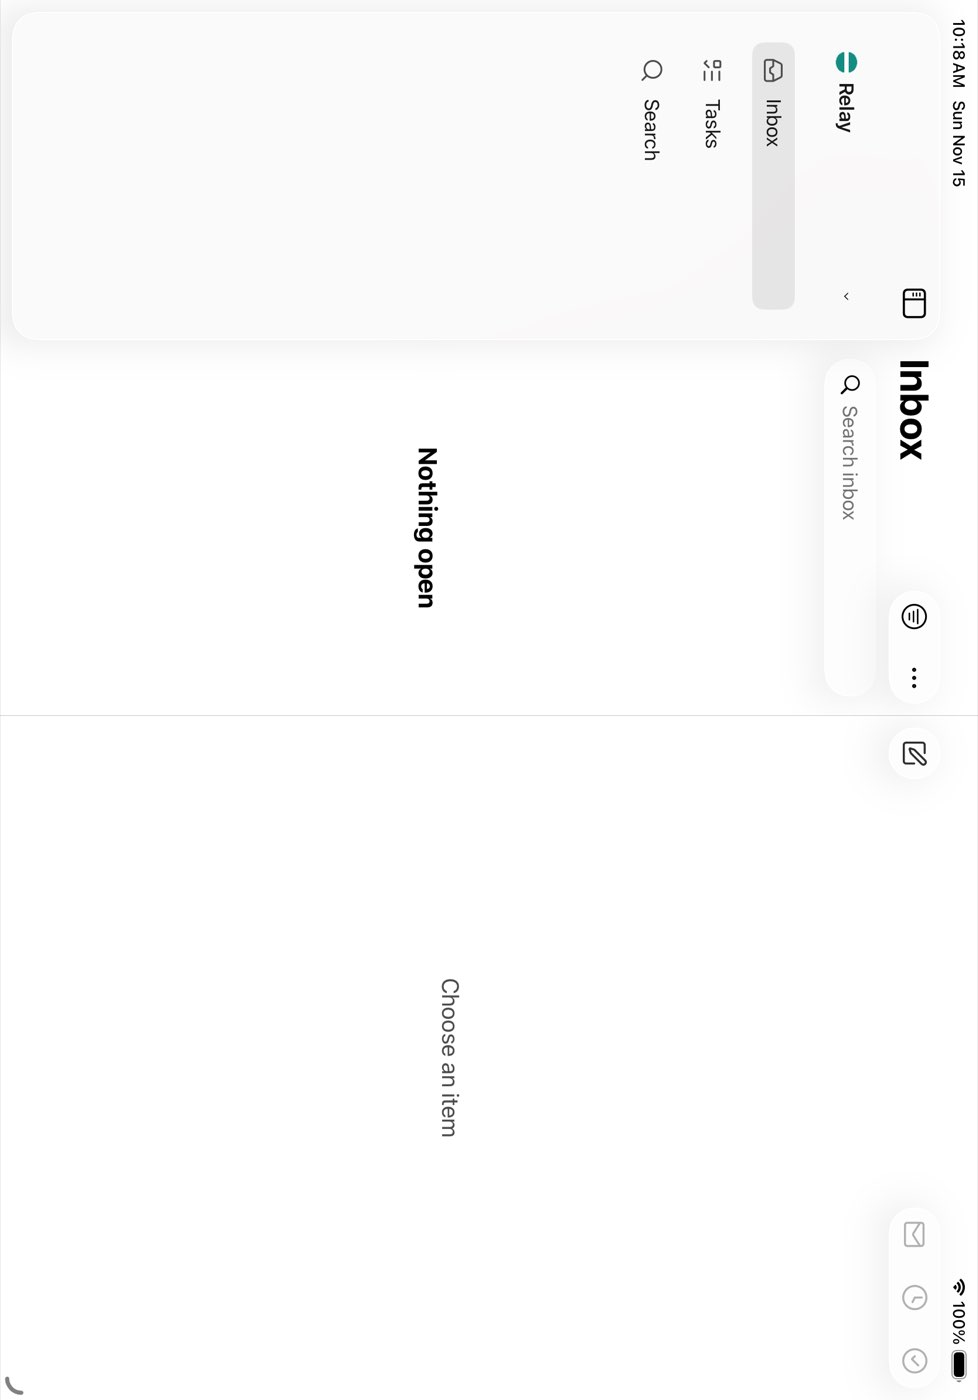 10:18 AM Sun Nov 15
100%
Relay
Inbox
Tasks
Search
Inbox
Search inbox
Nothing open
Choose an item